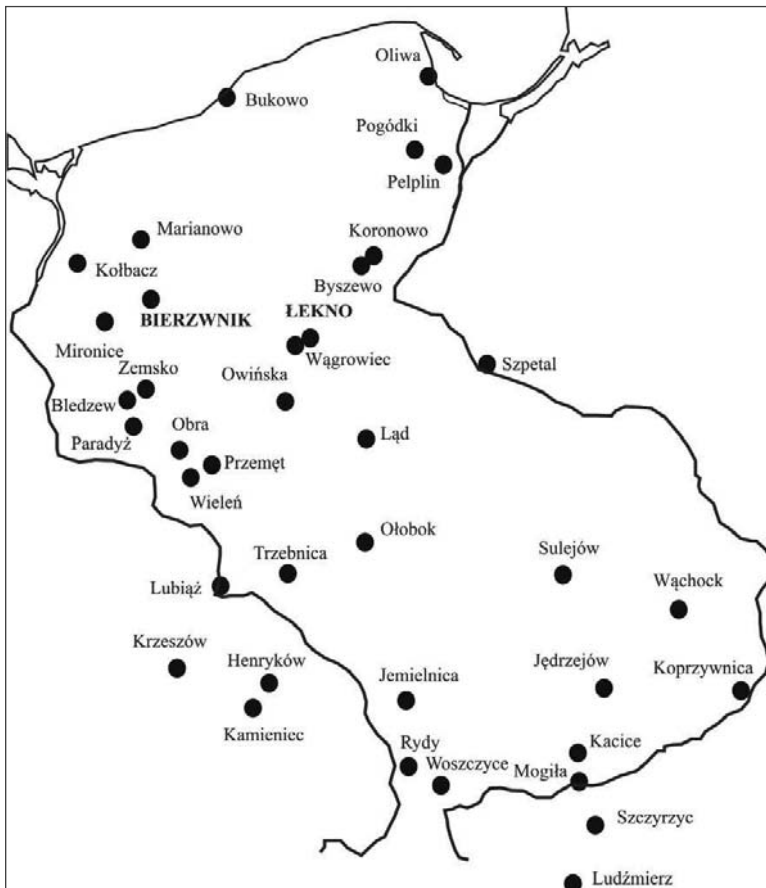 Oliwa
Bukowo
Pogódki
Pelplin
Marianowo
Koronowo
Kołbacz
Byszewo
BIERZWNIK
ŁEKNO
Mironice
Wągrowiec
Zemsko
Owińska
Szpetal
Bledzew
Obra
Ląd
Paradyż
Przemęt
Wieleń
Ołobok
Trzebnica
Sulejów
Lubiąż
Wąchock
Krzeszów
Henryków
Jemielnica
Jędrzejów
Koprzywnica
Kamieniec
Rydy
Kacice
Woszczyce
Mogiła
Szczyrzyc
Ludźmierz